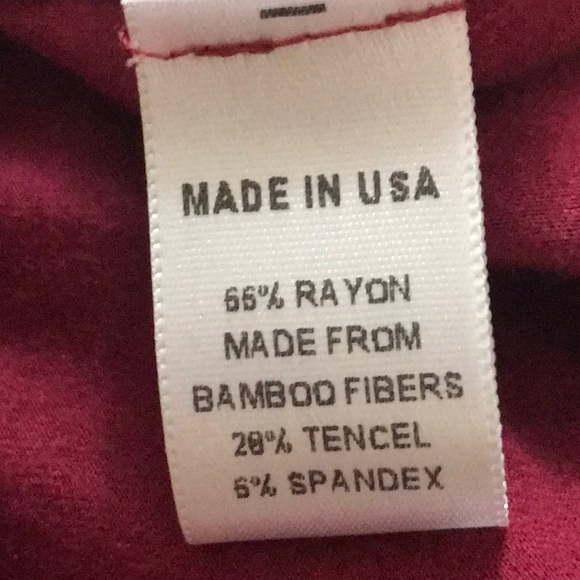 MADE IN USA
66% RAYON
MADE FROM
BAMBOO FIBERS
28% TENCEL
6% SPANDEX